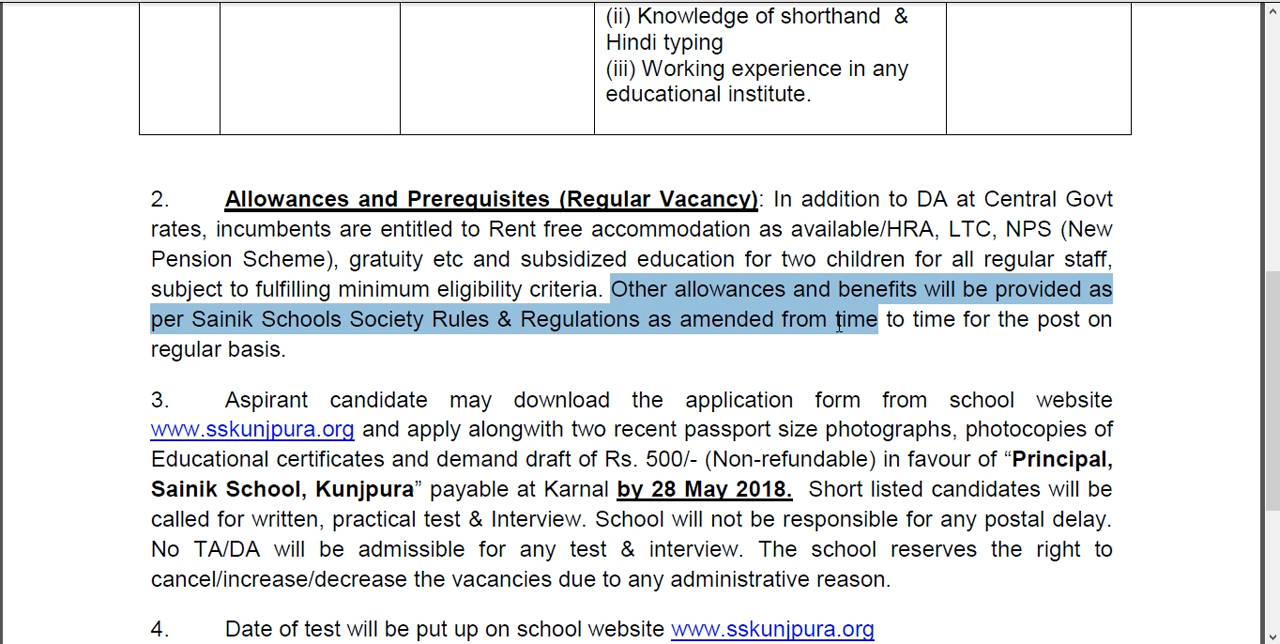 (ii) Knowledge of shorthand &
Hindi typing
(iii) Working experience in any
educational institute.
2. Allowances and Prerequisites (Regular Vacancy): In addition to DA at Central Govt
rates, incumbents are entitled to Rent free accommodation as available/HRA, LTC, NPS (New
Pension Scheme), gratuity etc and subsidized education for two children for all regular staff,
subject to fulfilling minimum eligibility criteria. Other allowances and benefits will be provided as
per Sainik Schools Society Rules & Regulations as amended from time to time for the post on
regular basis.
3. Aspirant candidate may download the application form from school website
www.sskunjpura.org and apply alongwith two recent passport size photographs, photocopies of
Educational certificates and demand draft of Rs. 500/- (Non-refundable) in favour of “Principal,
Sainik School, Kunjpura” payable at Karnal by 28 May 2018. Short listed candidates will be
called for written, practical test & Interview. School will not be responsible for any postal delay.
No TA/DA will be admissible for any test & interview. The school reserves the right to
cancel/increase/decrease the vacancies due to any administrative reason.
4. Date of test will be put up on school website www.sskunjpura.org